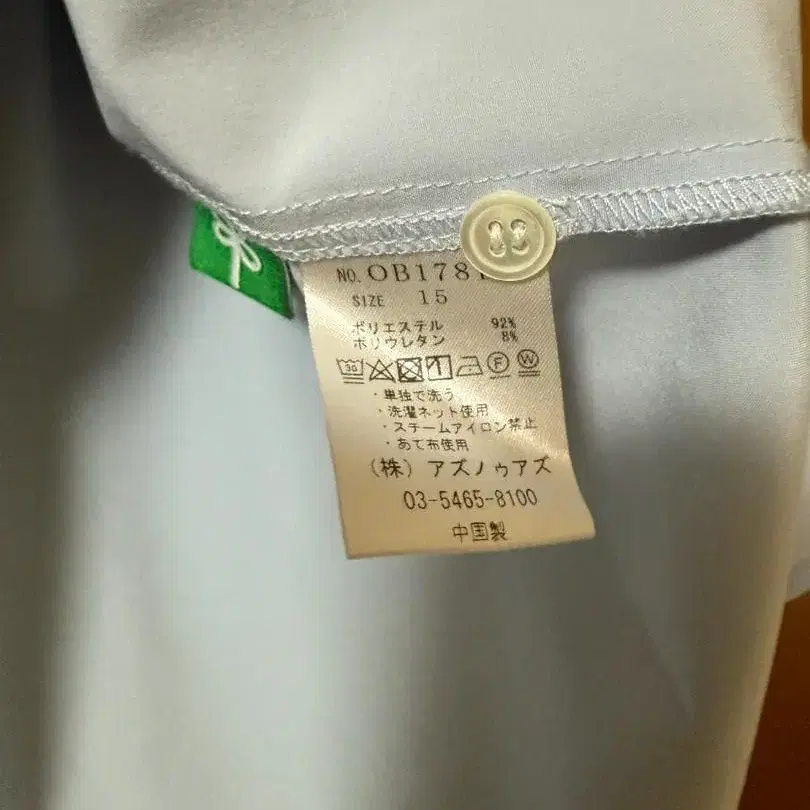 NO. OB1781
SIZE 15
ポリエステル 92%
ポリウレタン 8%
30 F W
・単独で洗う
・洗濯ネット使用
・スチームアイロン禁止
・あて布使用
(株) アズノゥアズ
03-5465-8100
中国製